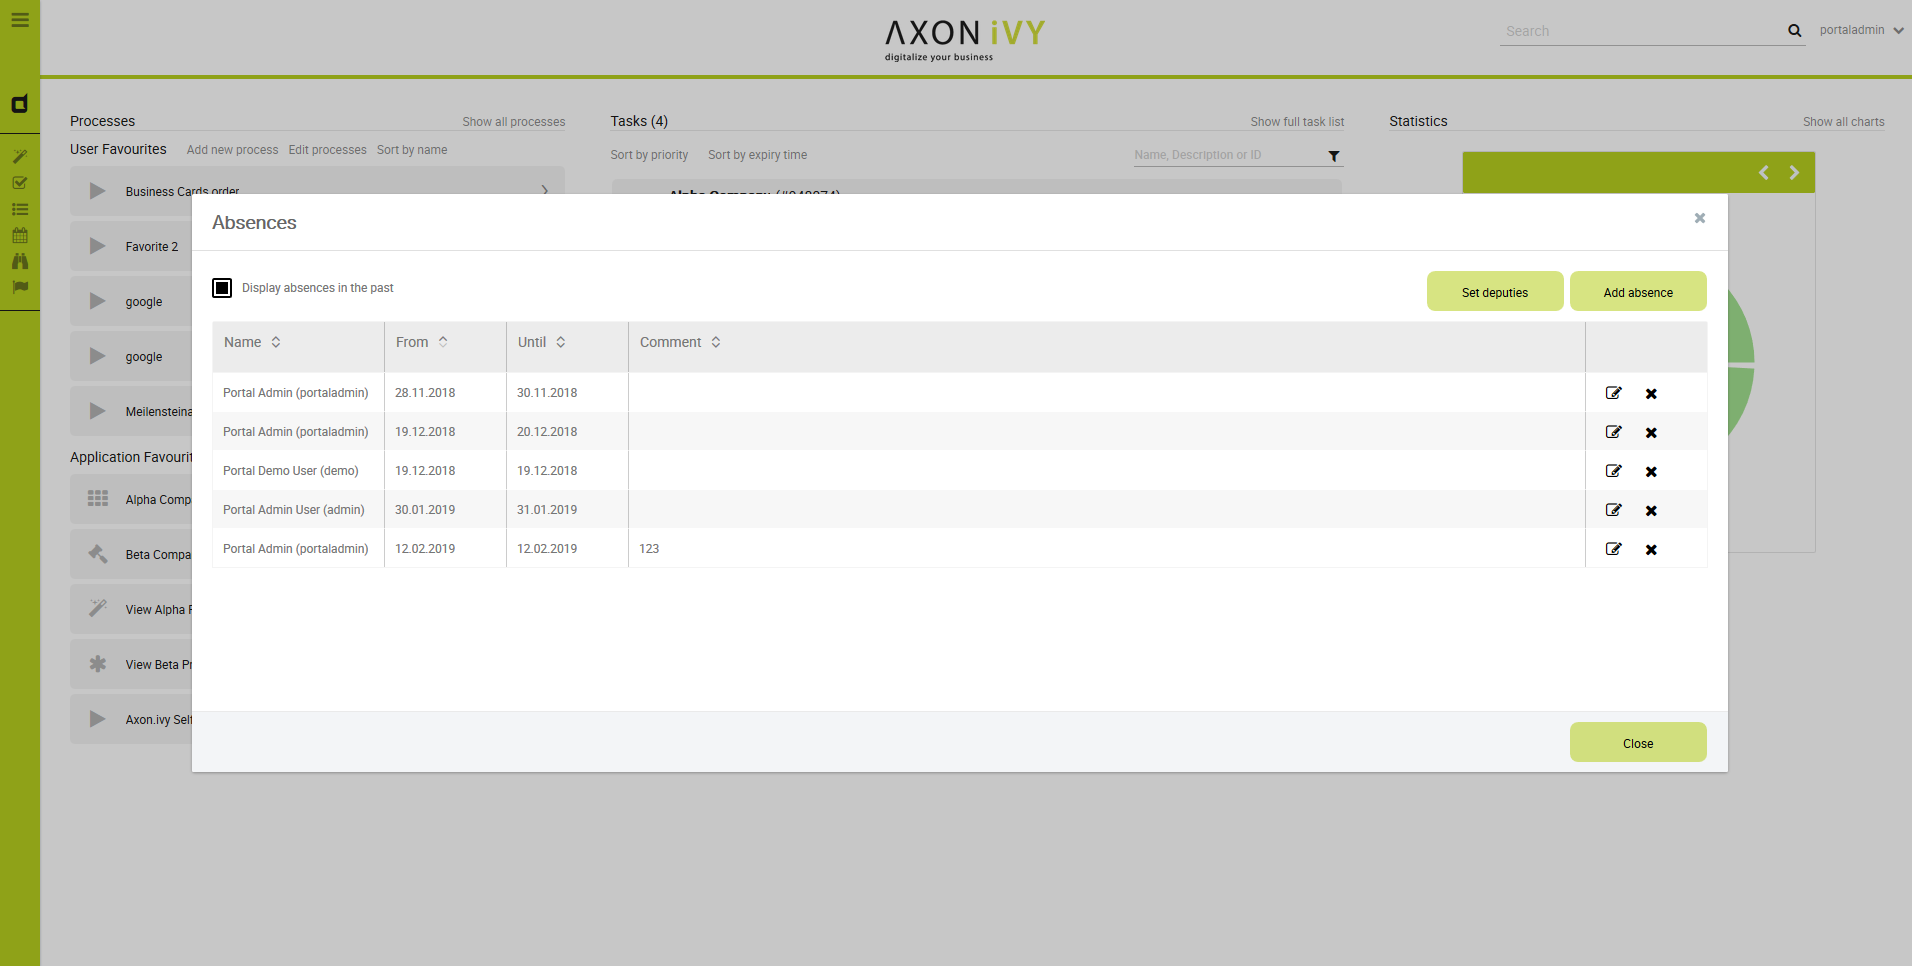 AXON iVY
digitalize your business
Search
portaladmin
Processes
Show all processes
User Favourites
Add new process
Edit processes
Sort by name
Business Cards order
Favorite 2
google
google
Meilensteina
Application Favourit
Alpha Comp
Beta Compa
View Alpha
View Beta Pr
Axon.ivy Self
Tasks (4)
Show full task list
Sort by priority
Sort by expiry time
Name, Description or ID
Alpha Company
Statistics
Show all charts
Absences
Display absences in the past
Set deputies
Add absence
Name From Until Comment
Portal Admin (portaladmin) 28.11.2018 30.11.2018
Portal Admin (portaladmin) 19.12.2018 20.12.2018
Portal Demo User (demo) 19.12.2018 19.12.2018
Portal Admin User (admin) 30.01.2019 31.01.2019
Portal Admin (portaladmin) 12.02.2019 12.02.2019 123
Close